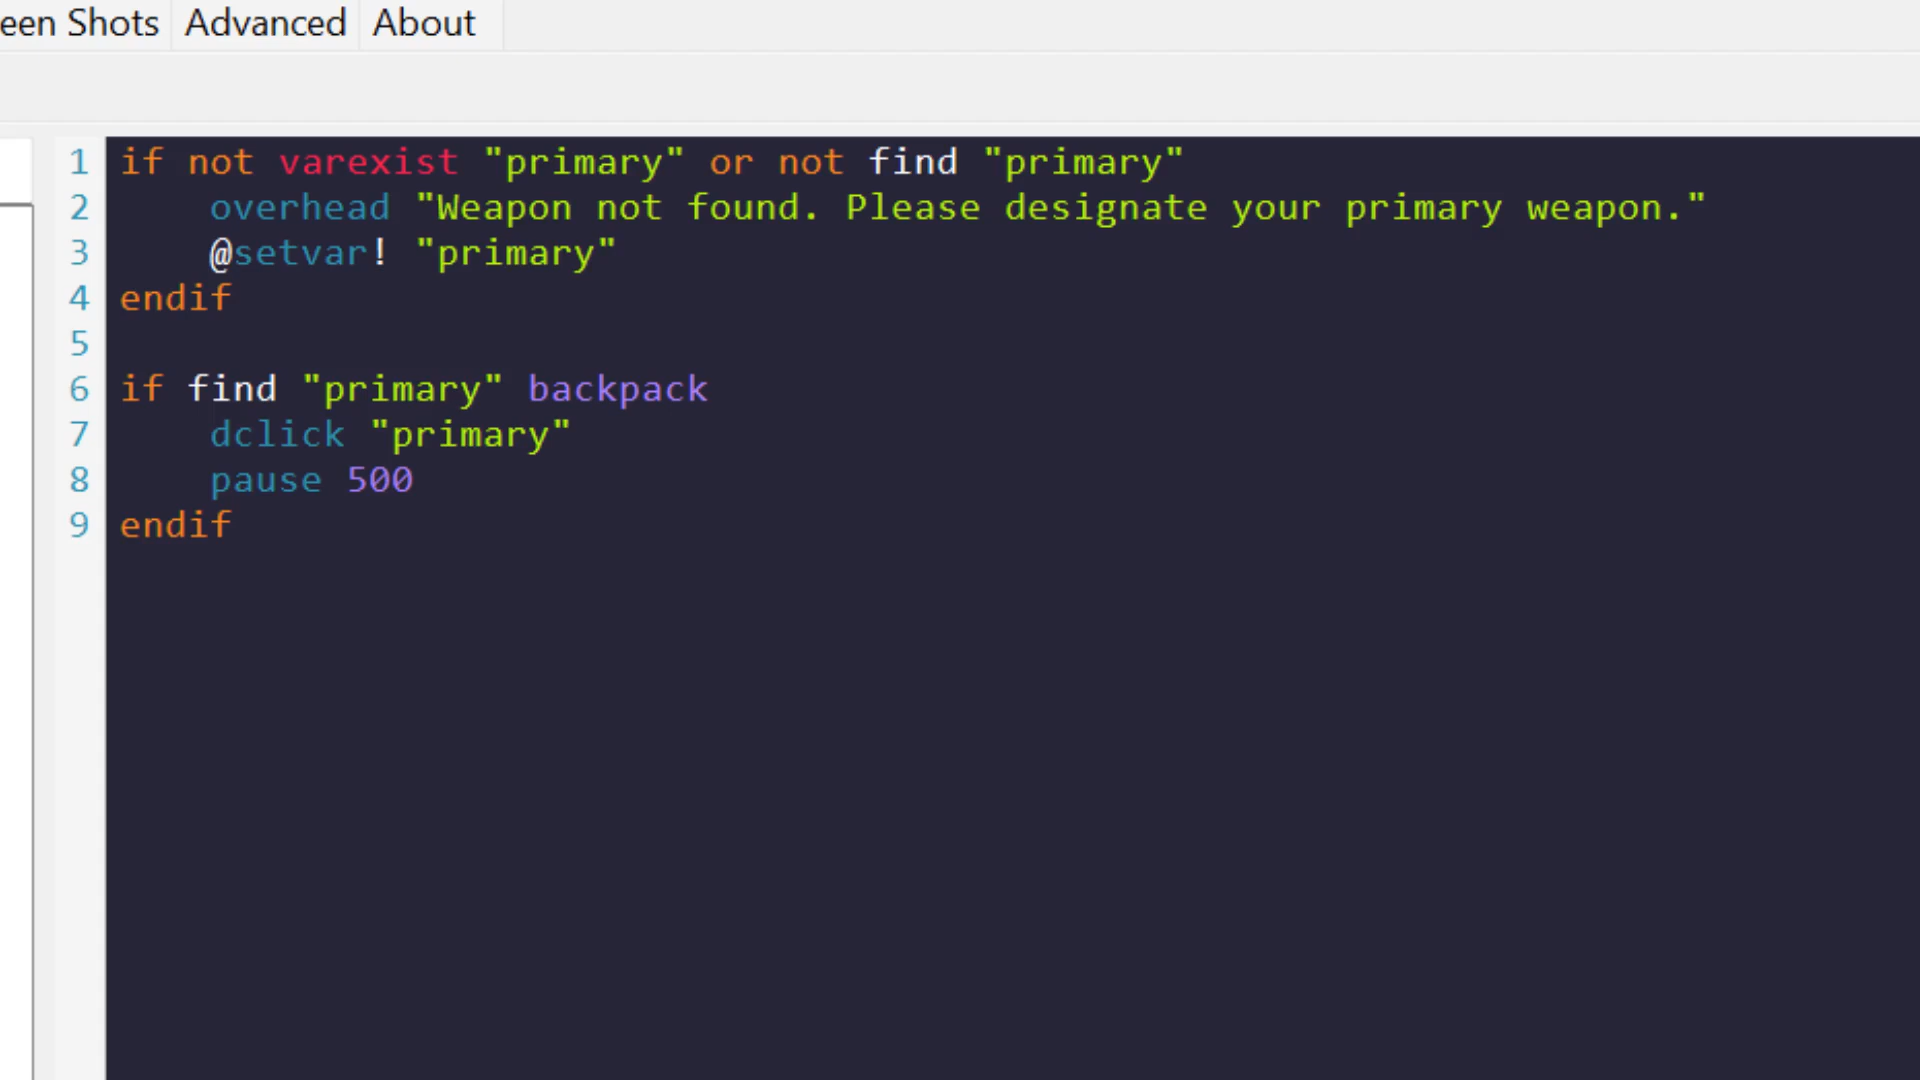 een Shots Advanced About
1 if not varexist "primary" or not find "primary"
2 overhead "Weapon not found. Please designate your primary weapon."
3 @setvar! "primary"
4 endif
5
6 if find "primary" backpack
7 dclick "primary"
8 pause 500
9 endif